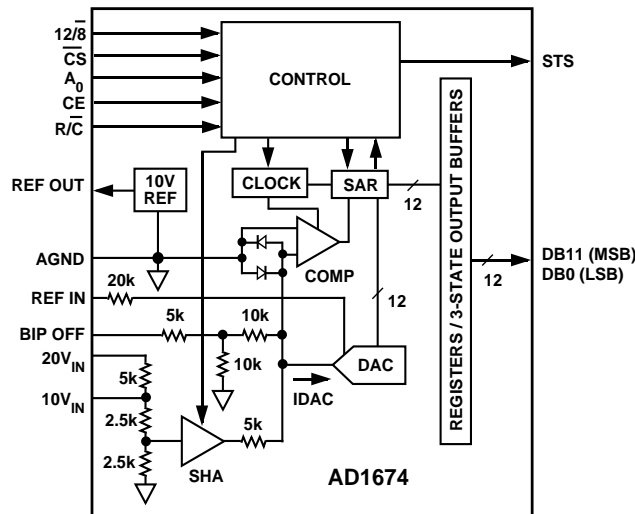 12/8̅
C̅S̅
A0
CE
R/C̅
CONTROL
STS
REF OUT
10V
REF
CLOCK
SAR
12
REGISTERS / 3-STATE OUTPUT BUFFERS
AGND
COMP
12
DB11 (MSB)
DB0 (LSB)
REF IN
20k
12
BIP OFF
5k
10k
10k
DAC
IDAC
20VIN
5k
10VIN
2.5k
5k
2.5k
SHA
AD1674